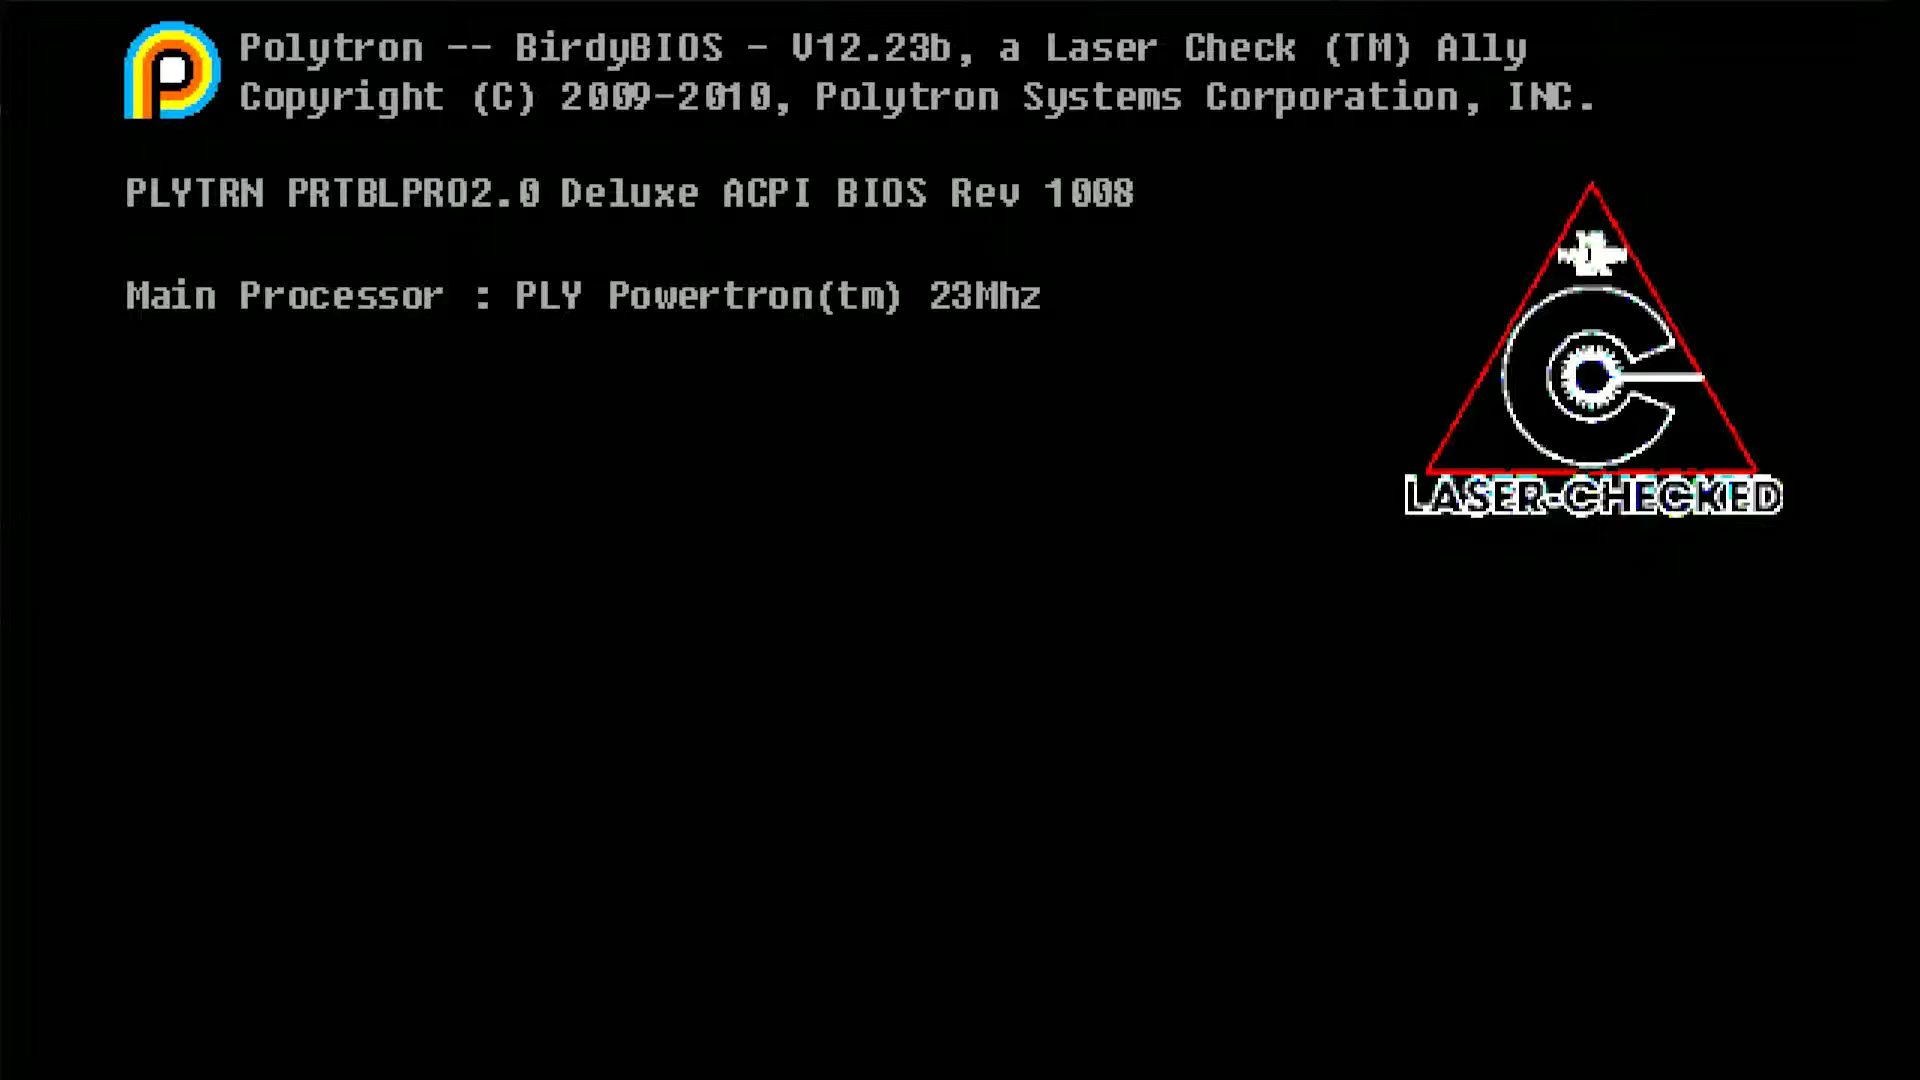 Polytron -- BirdyBIOS - V12.23b, a Laser Check (TM) Ally
Copyright (C) 2009-2010, Polytron Systems Corporation, INC.
PLYTRN PRTBLPRO2.0 Deluxe ACPI BIOS Rev 1008
Main Processor : PLY Powertron(tm) 23Mhz
LASER-CHECKED